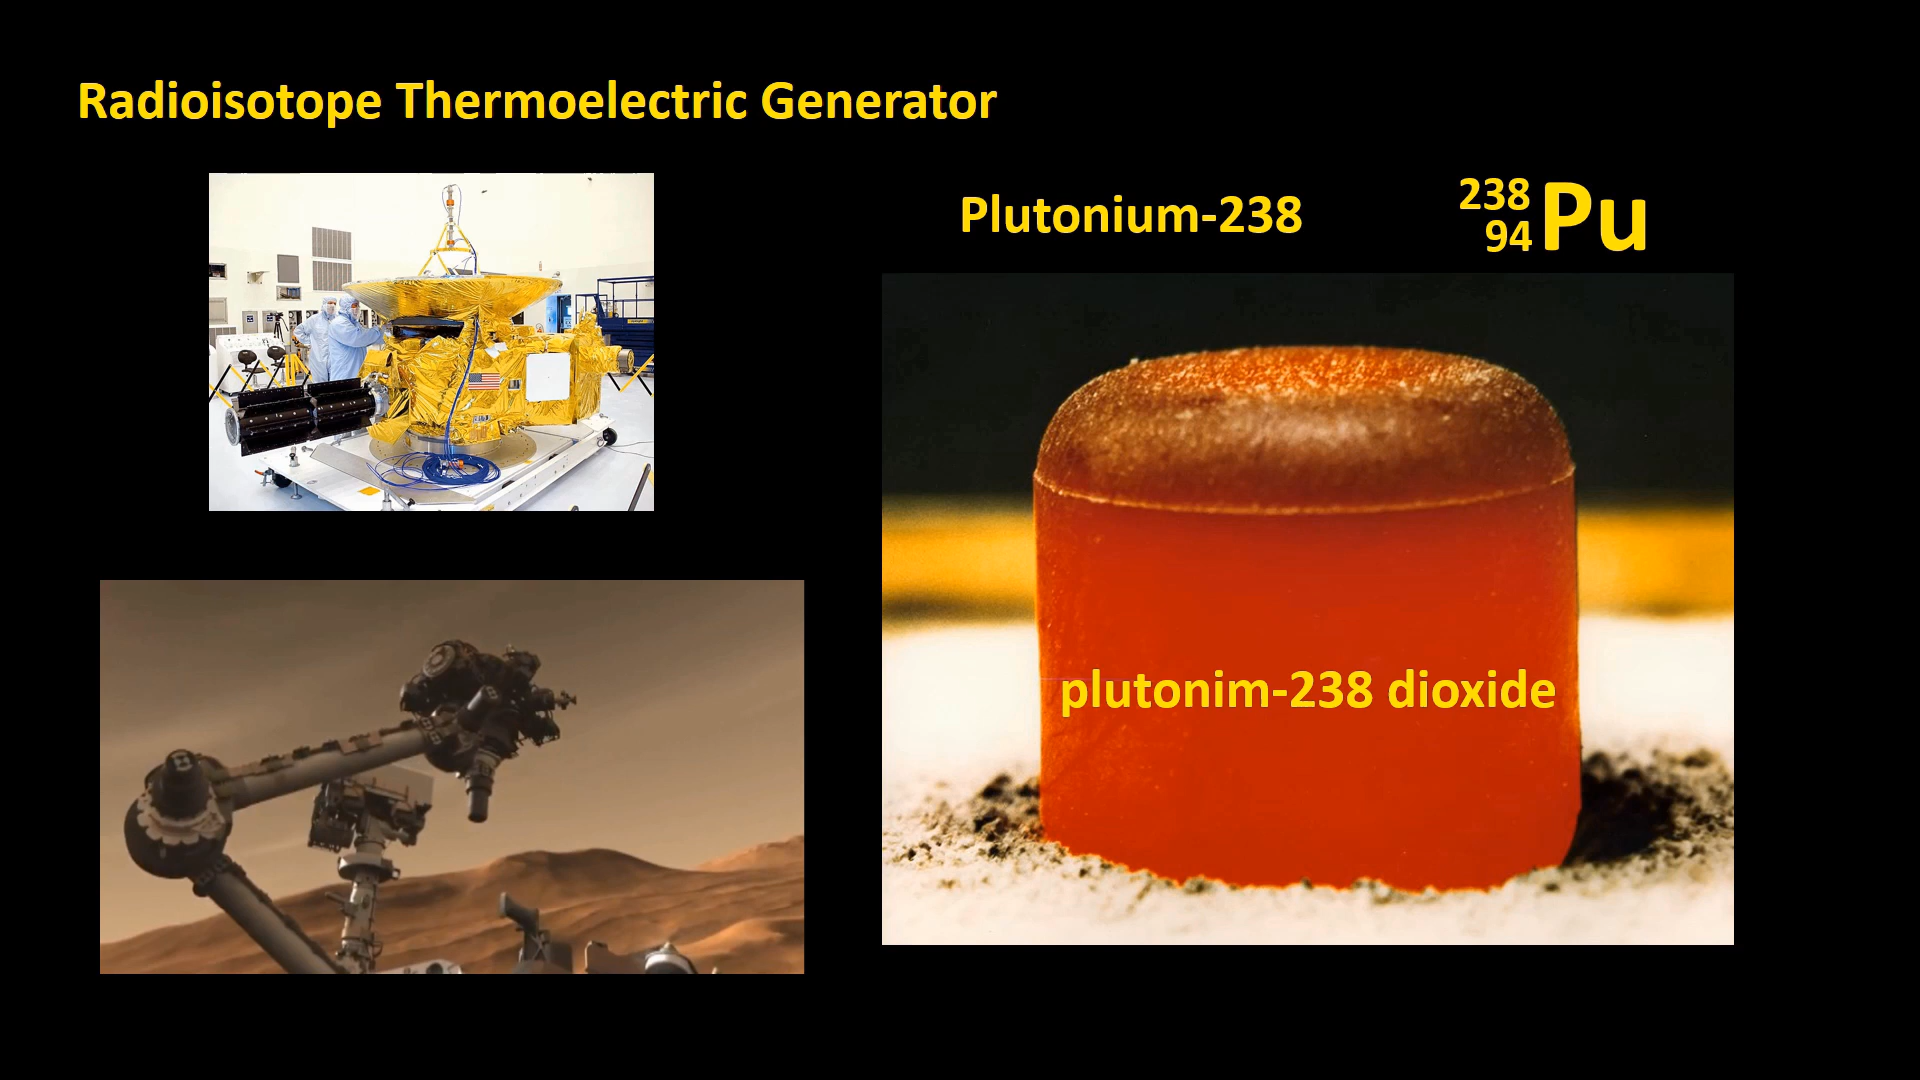 Radioisotope Thermoelectric Generator
Plutonium-238
238
94 Pu
plutonim-238 dioxide